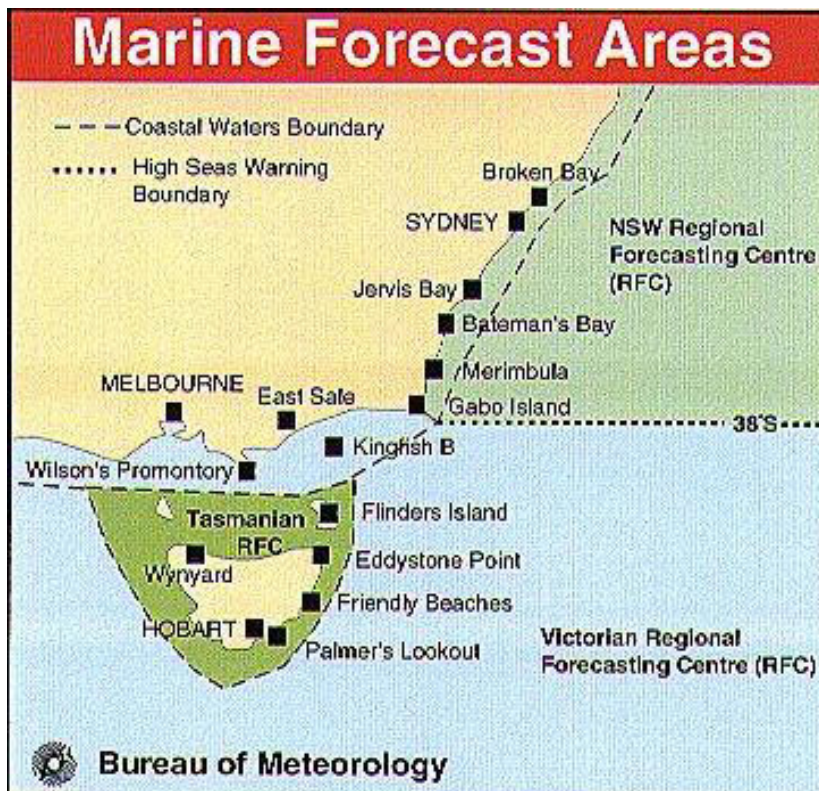 Marine Forecast Areas
Coastal Waters Boundary
High Seas Warning
Boundary
Broken Bay
SYDNEY
NSW Regional
Forecasting Centre
(RFC)
Jervis Bay
Bateman's Bay
Merimbula
MELBOURNE
East Sale
Gabo Island
38°S
Kingfish B
Wilson's Promontory
Tasmanian
RFC
Flinders Island
Wynyard
Eddystone Point
Friendly Beaches
HOBART
Palmer's Lookout
Victorian Regional
Forecasting Centre (RFC)
Bureau of Meteorology